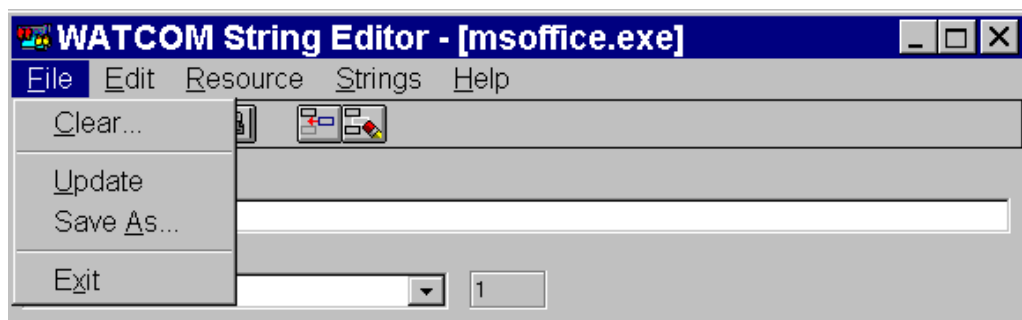 WATCOM String Editor - [msoffice.exe]
File Edit Resource Strings Help
Clear...
Update
Save As...
Exit
1